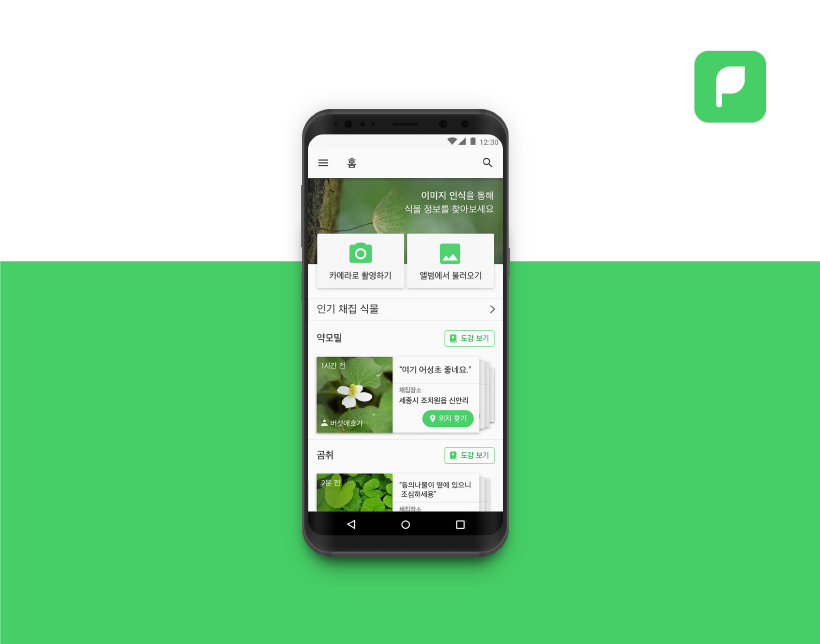 12:30
홈
이미지 인식을 통해
식물 정보를 찾아보세요
카메라로 촬영하기
앨범에서 불러오기
인기 채집 식물
약모밀
도감 보기
1시간 전
"여기 어성초 좋네요."
채집장소
세종시 조치원읍 신안리
버섯애호가
위치 찾기
곰취
도감 보기
2분 전
"동의나물이 옆에 있으니
조심하세용"
채집장소